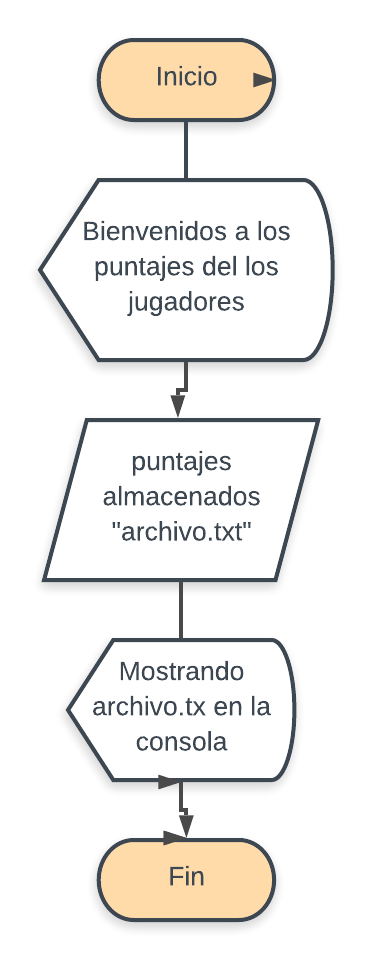 Inicio
Bienvenidos a los
puntajes del los
jugadores
puntajes
almacenados
"archivo.txt"
Mostrando
archivo.tx en la
consola
Fin